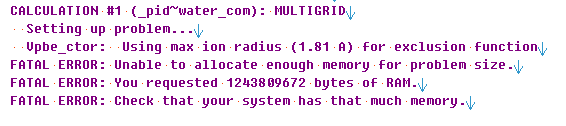 CALCULATION #1 (_pid~water_com): MULTIGRID
Setting up problem...
Vpbe_ctor: Using max ion radius (1.81 A) for exclusion function
FATAL ERROR: Unable to allocate enough memory for problem size.
FATAL ERROR: You requested 1243809672 bytes of RAM.
FATAL ERROR: Check that your system has that much memory.